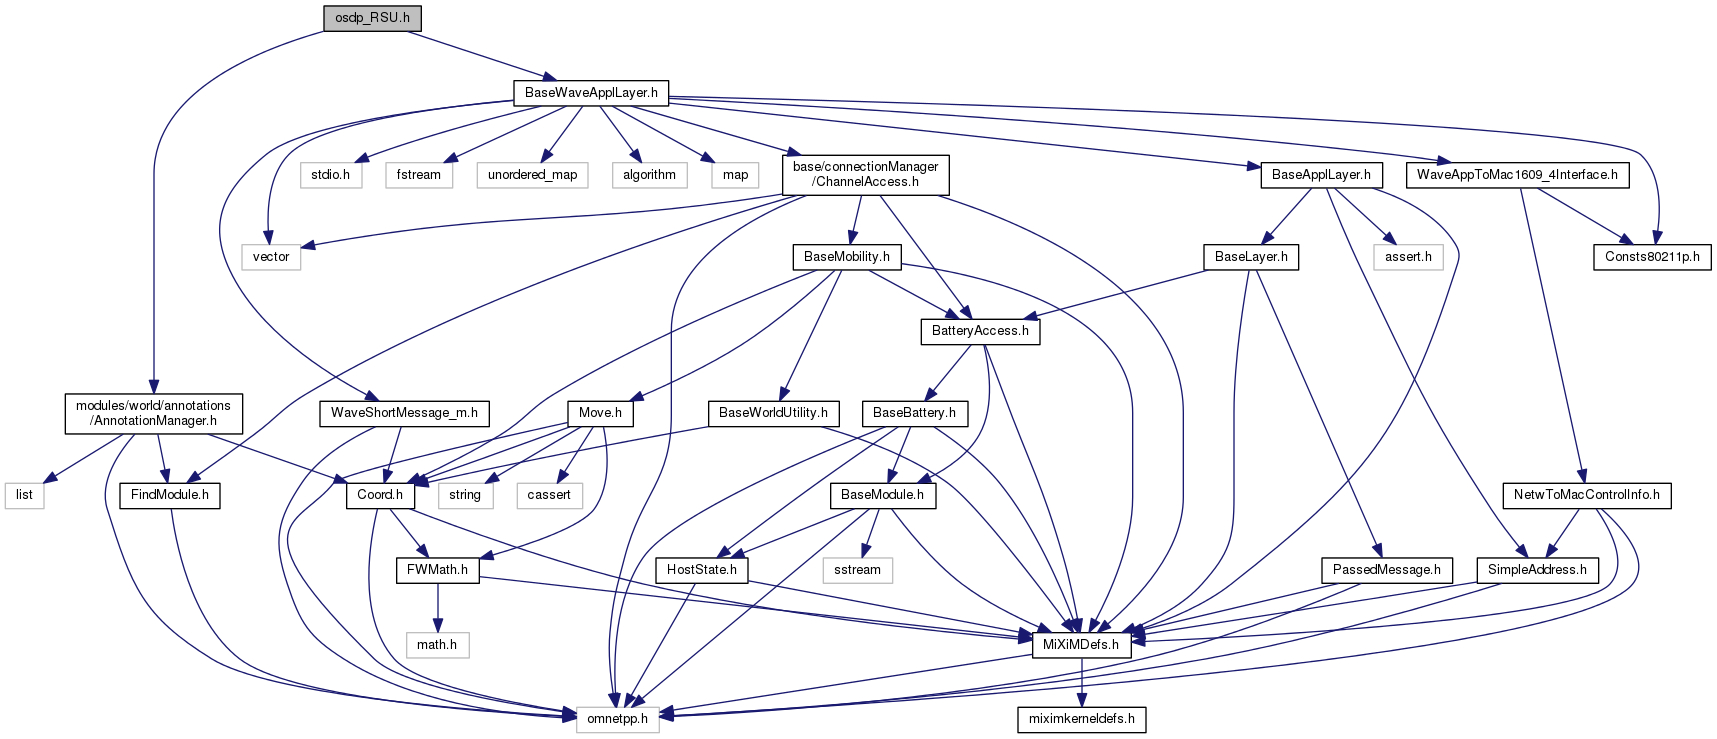 osdp_RSU.h
BaseWaveApplLayer.h
stdio.h
fstream
unordered_map
algorithm
map
base/connectionManager
/ChannelAccess.h
BaseApplLayer.h
WaveAppToMac1609_4Interface.h
vector
BaseMobility.h
BaseLayer.h
assert.h
Consts80211p.h
BatteryAccess.h
modules/world/annotations
/AnnotationManager.h
WaveShortMessage_m.h
Move.h
BaseWorldUtility.h
BaseBattery.h
list
FindModule.h
Coord.h
string
cassert
BaseModule.h
NetwToMacControlInfo.h
FWMath.h
HostState.h
sstream
PassedMessage.h
SimpleAddress.h
math.h
MiXiMDefs.h
omnetpp.h
miximkerneldefs.h